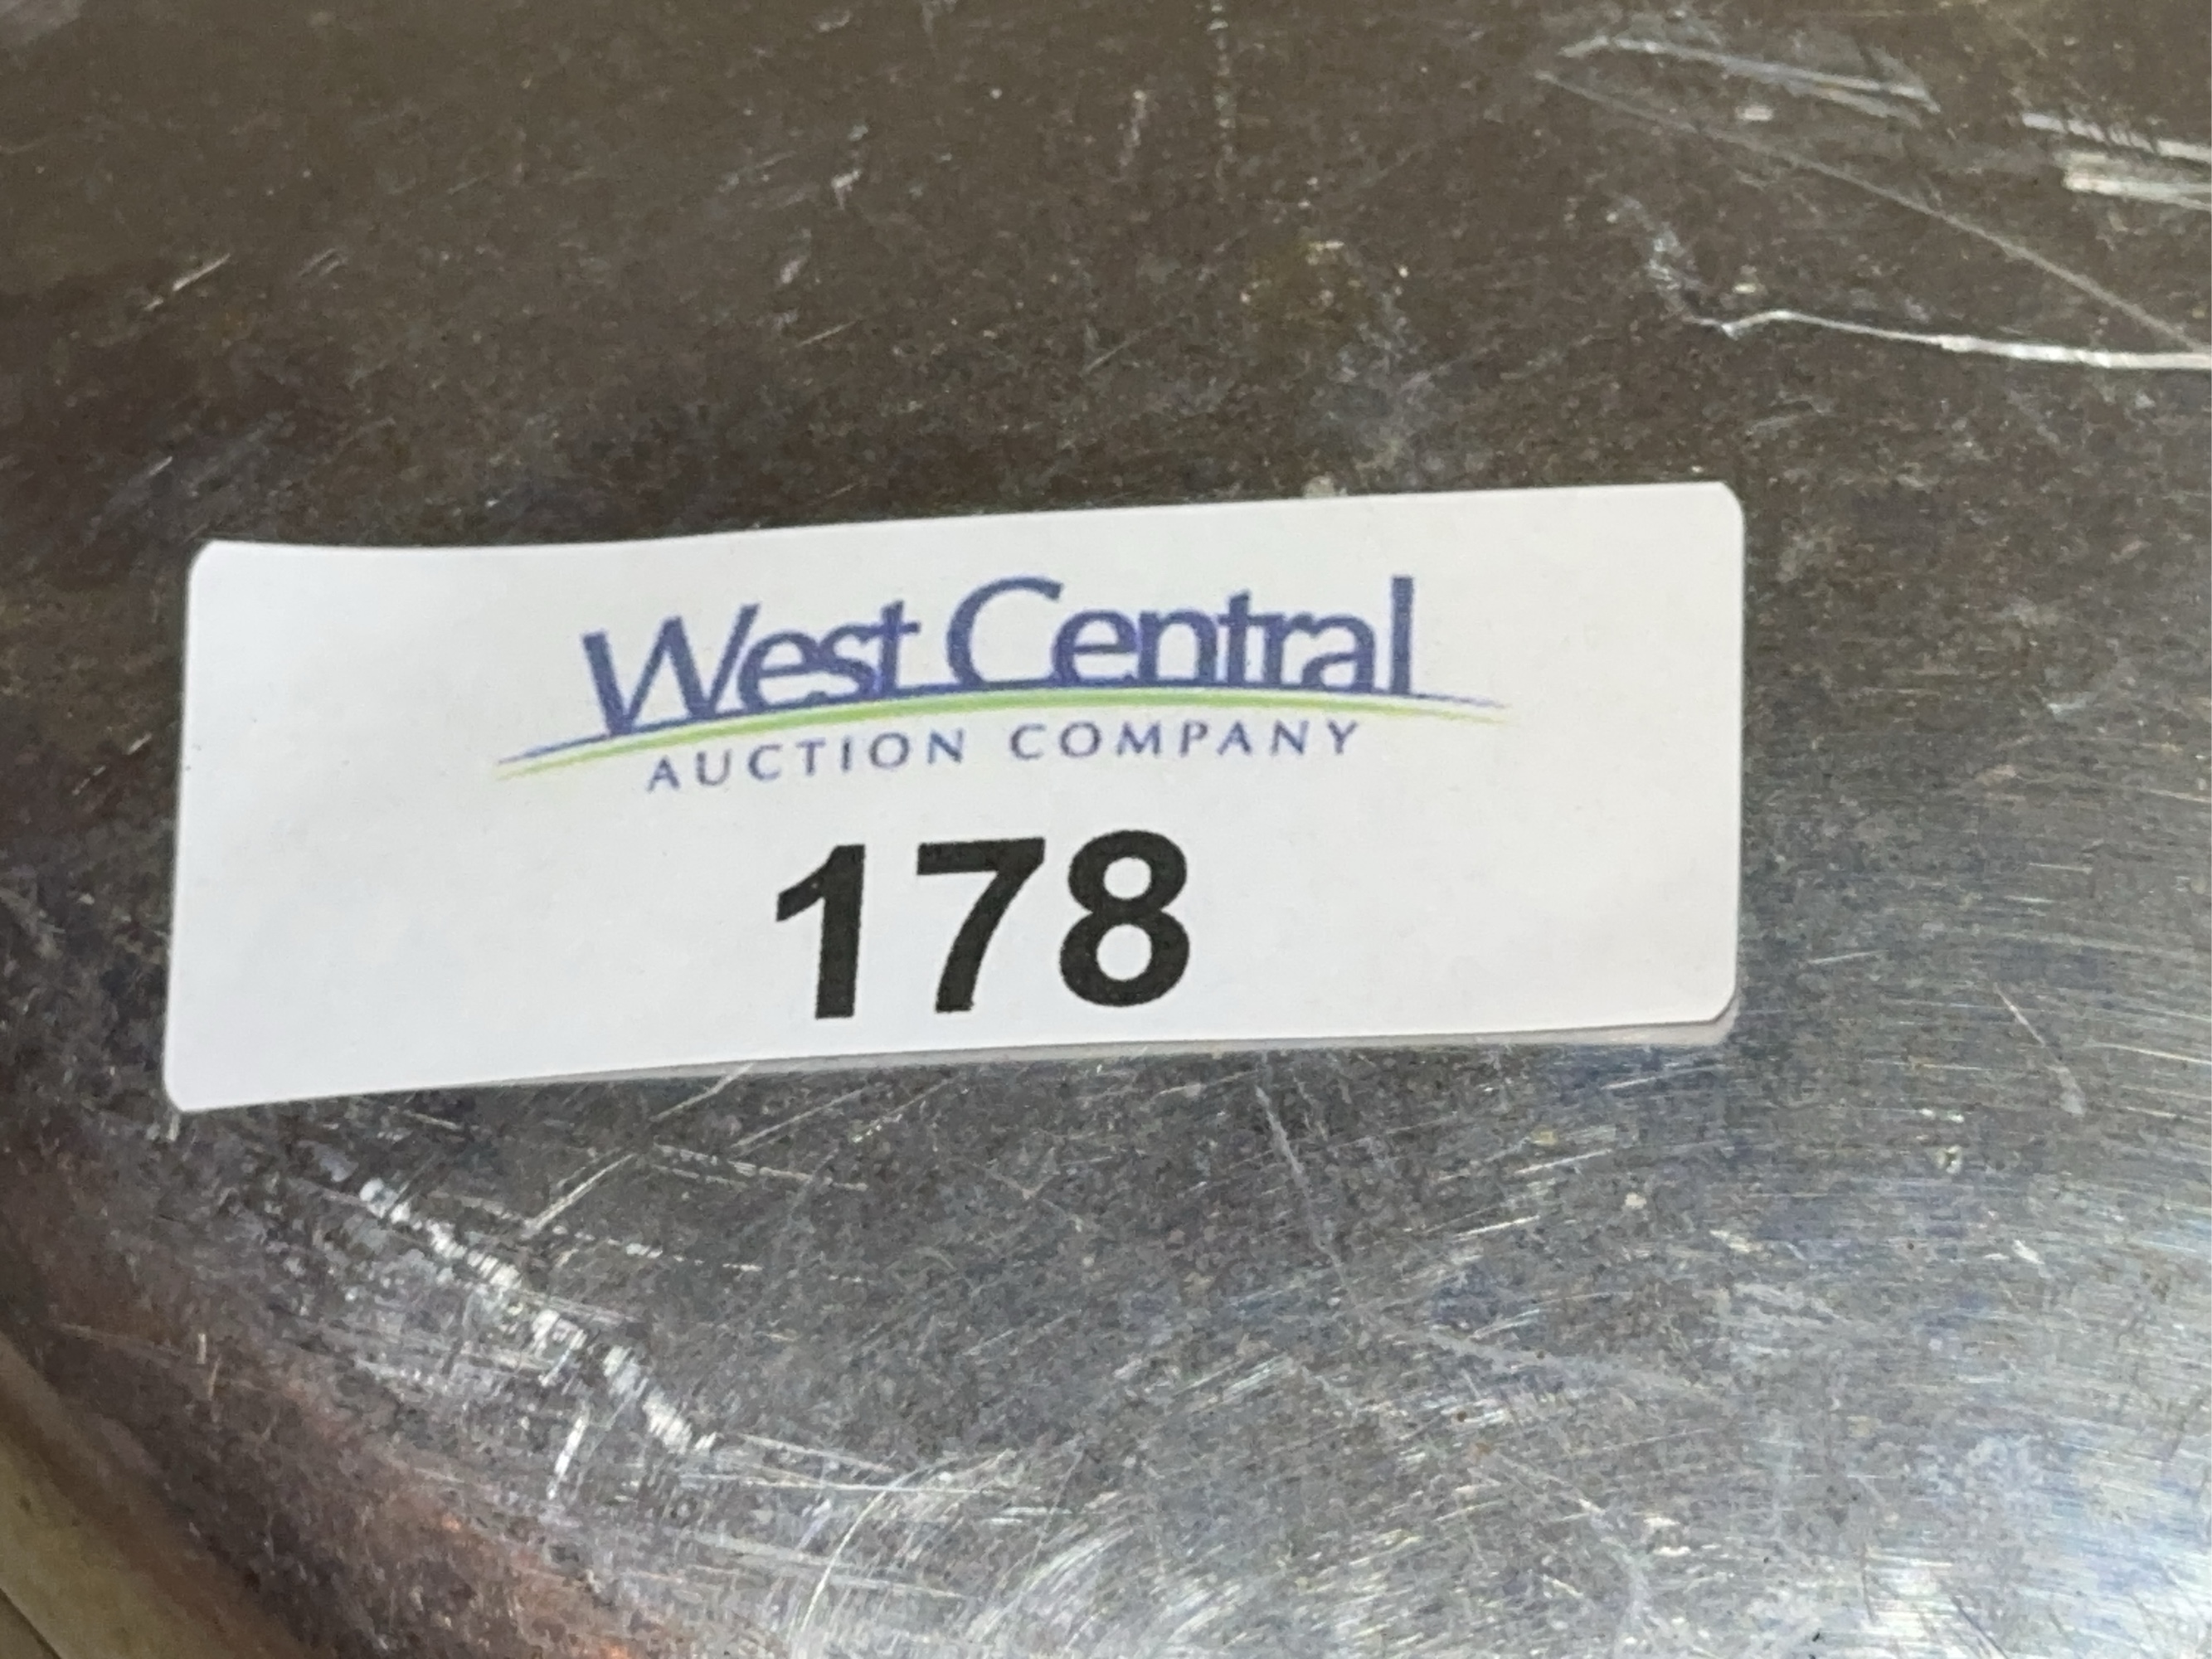 West Central
AUCTION COMPANY
178